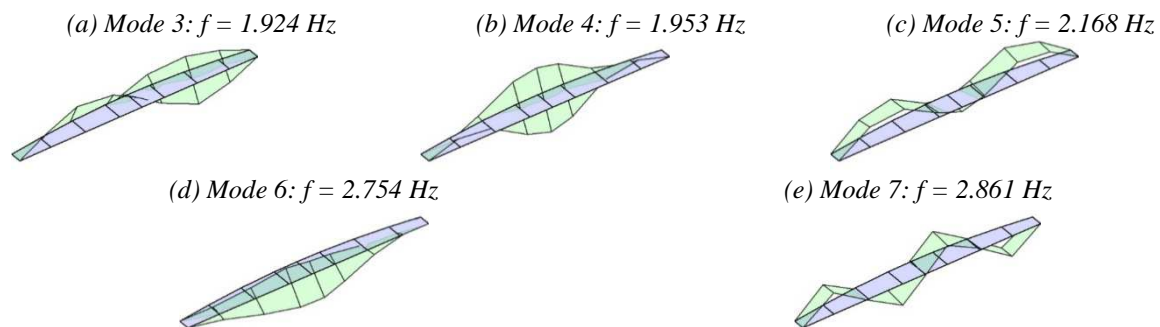 (a) Mode 3: f = 1.924 Hz
(b) Mode 4: f = 1.953 Hz
(c) Mode 5: f = 2.168 Hz
(d) Mode 6: f = 2.754 Hz
(e) Mode 7: f = 2.861 Hz